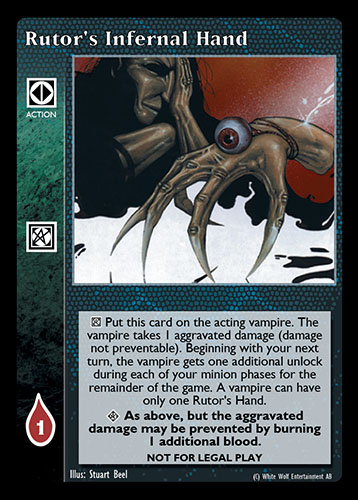 Rutor's Infernal Hand
ACTION
Put this card on the acting vampire. The
vampire takes 1 aggravated damage (damage
not preventable). Beginning with your next
turn, the vampire gets one additional unlock
during each of your minion phases for the
remainder of the game. A vampire can have
only one Rutor's Hand.
As above, but the aggravated
damage may be prevented by burning
1 additional blood.
NOT FOR LEGAL PLAY
1
Illus: Stuart Beel
(C) White Wolf Entertainment AB